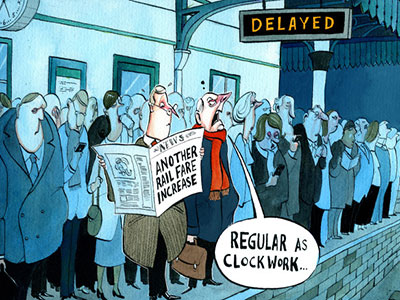 DELAYED
NEWS
ANOTHER
RAIL FARE
INCREASE
REGULAR AS
CLOCKWORK...